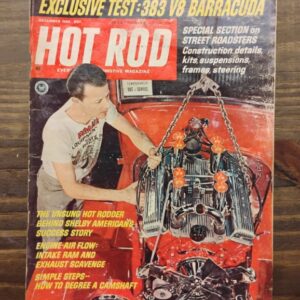 EXCLUSIVE TEST: 383 V8 BARRACUDA
HOT ROD
MAGAZINE
SPECIAL SECTION on
STREET ROADSTERS
Construction details,
kits, suspensions,
frames, steering
THE UNSUNG HOT RODDER
BEHIND SHELBY AMERICAN'S
SUCCESS STORY
ENGINE-AIR FLOW:
INTAKE RAM AND
EXHAUST SCAVENGE
SIMPLE STEPS-
HOW TO DEGREE A CAMSHAFT